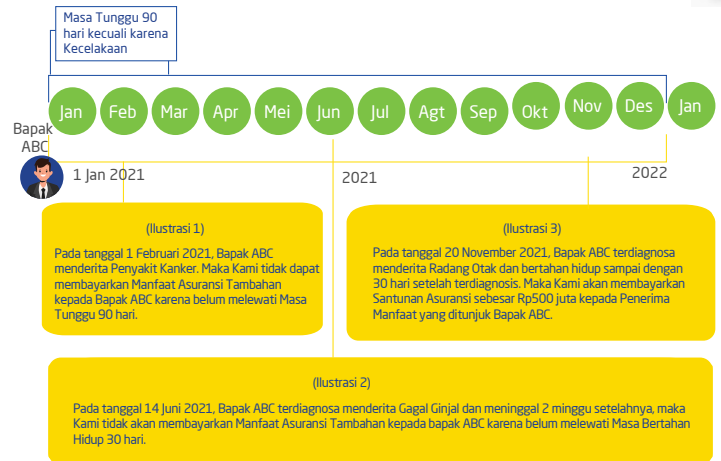 Masa Tunggu 90
hari kecuali karena
Kecelakaan
Jan Feb Mar Apr Mei Jun Jul Agt Sep Okt Nov Des Jan
Bapak
ABC
1 Jan 2021
2021
2022
(Ilustrasi 1)
Pada tanggal 1 Februari 2021, Bapak ABC
menderita Penyakit Kanker. Maka Kami tidak dapat
membayarkan Manfaat Asuransi Tambahan
kepada Bapak ABC karena belum melewati Masa
Tunggu 90 hari.
(Ilustrasi 3)
Pada tanggal 20 November 2021, Bapak ABC terdiagnosa
menderita Radang Otak dan bertahan hidup sampai dengan
30 hari setelah terdiagnosis. Maka Kami akan membayarkan
Santunan Asuransi sebesar Rp500 juta kepada Penerima
Manfaat yang ditunjuk Bapak ABC.
(Ilustrasi 2)
Pada tanggal 14 Juni 2021, Bapak ABC terdiagnosa menderita Gagal Ginjal dan meninggal 2 minggu setelahnya, maka
Kami tidak akan membayarkan Manfaat Asuransi Tambahan kepada bapak ABC karena belum melewati Masa Bertahan
Hidup 30 hari.